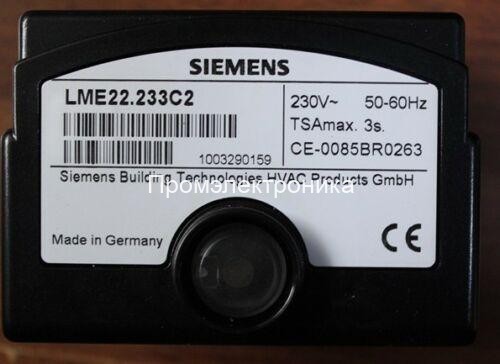 SIEMENS
LME22.233C2
1003290159
230V~ 50-60Hz
TSAmax. 3s.
CE-0085BR0263
Siemens Building Technologies HVAC Products GmbH
Промэлектроника
Made in Germany
CE